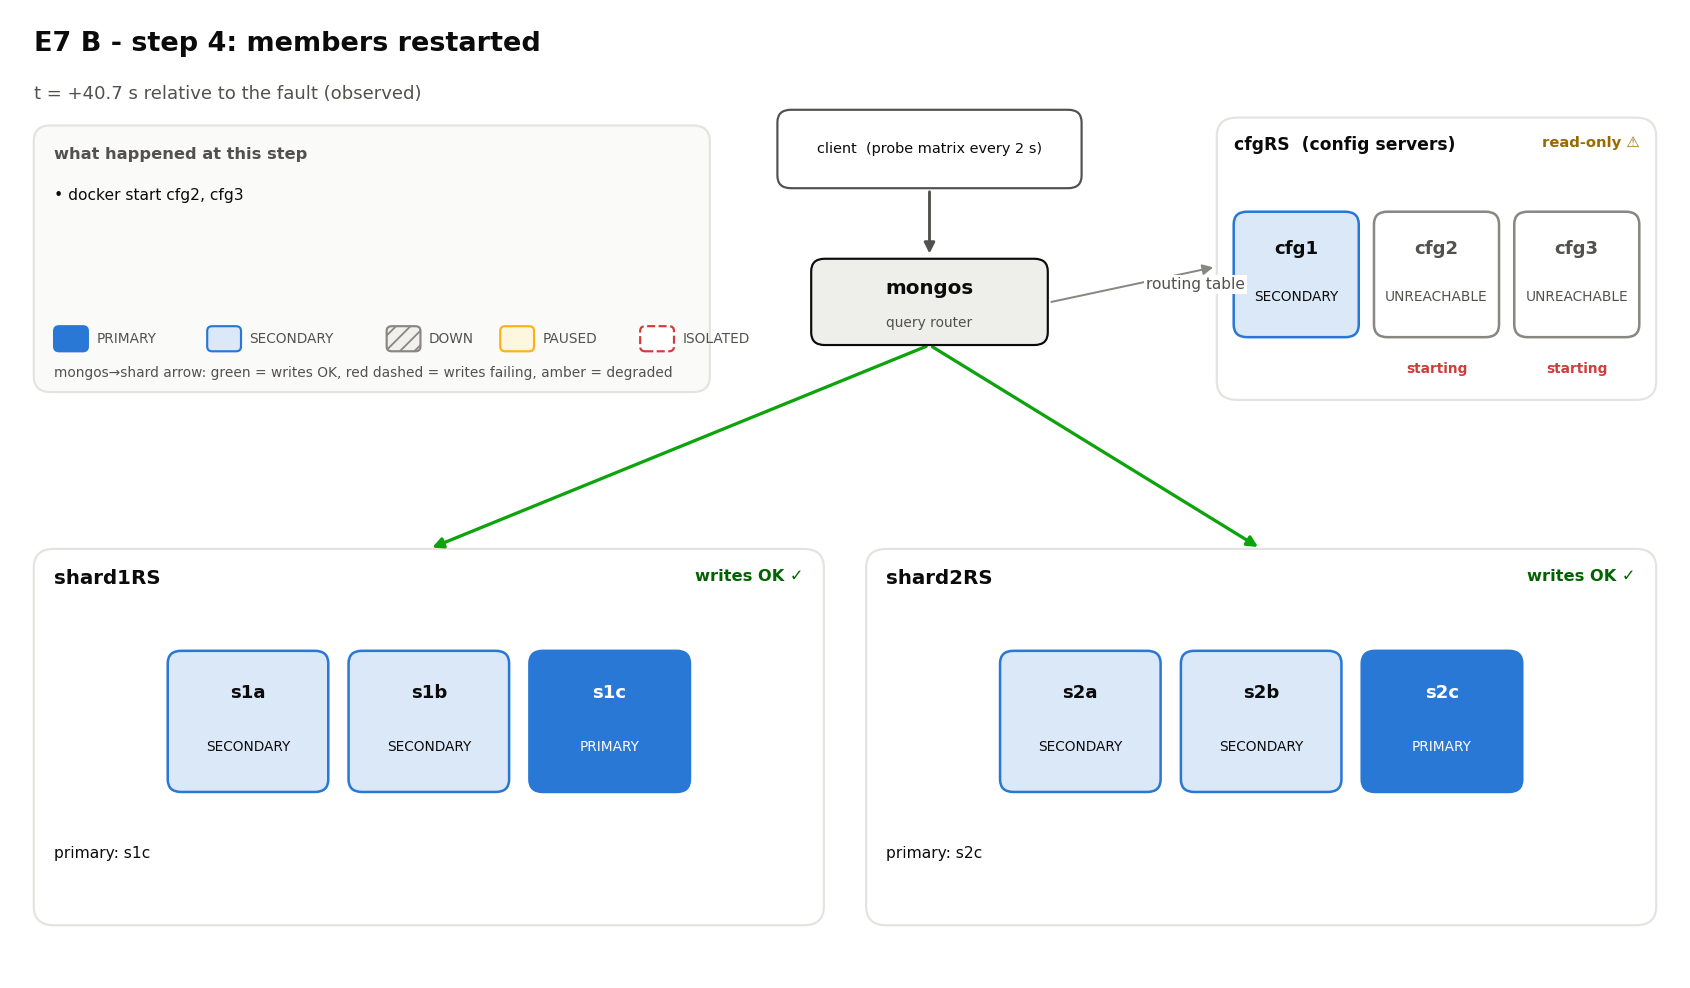 E7 B - step 4: members restarted
t = +40.7 s relative to the fault (observed)
what happened at this step
• docker start cfg2, cfg3
PRIMARY
SECONDARY
DOWN
PAUSED
ISOLATED
mongos→shard arrow: green = writes OK, red dashed = writes failing, amber = degraded
client  (probe matrix every 2 s)
mongos
query router
routing table
cfgRS  (config servers)
read-only ⚠
cfg1
SECONDARY
cfg2
UNREACHABLE
starting
cfg3
UNREACHABLE
starting
shard1RS
writes OK ✓
s1a
SECONDARY
s1b
SECONDARY
s1c
PRIMARY
primary: s1c
shard2RS
writes OK ✓
s2a
SECONDARY
s2b
SECONDARY
s2c
PRIMARY
primary: s2c